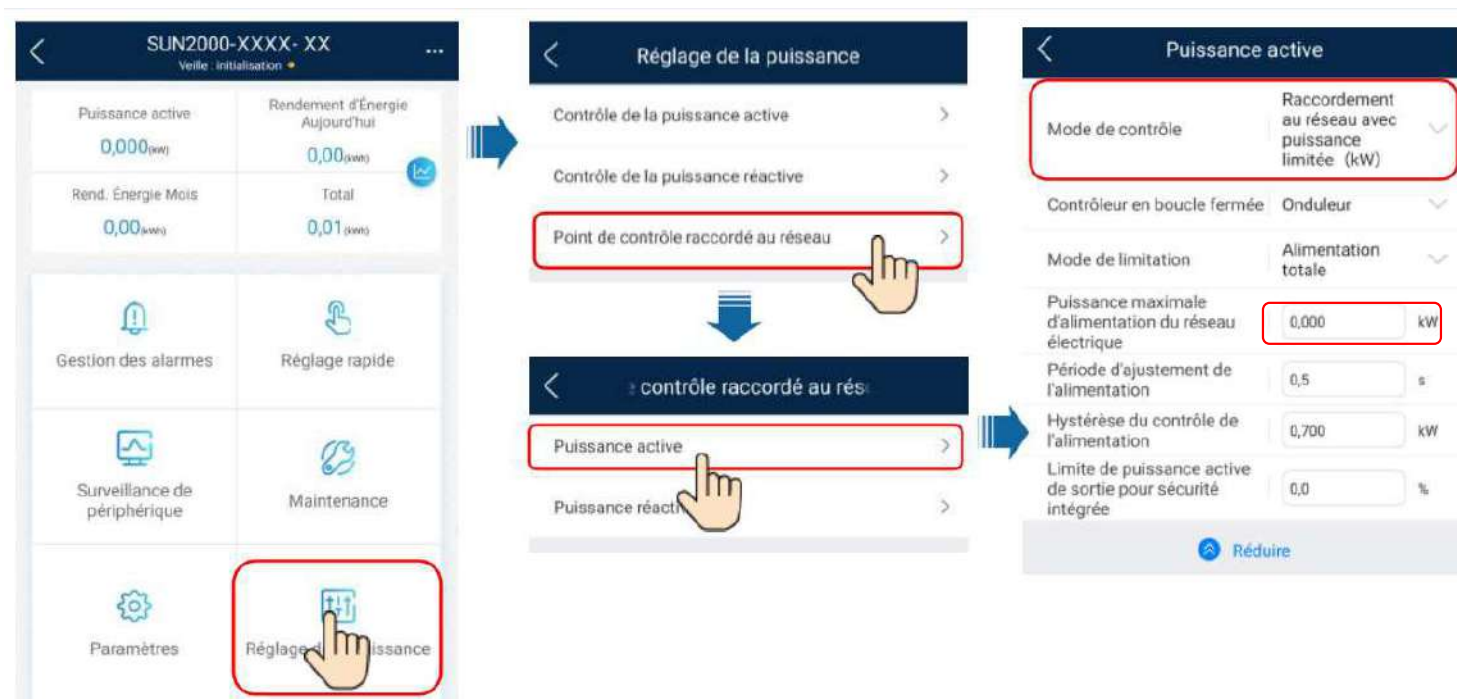 SUN2000-XXXX- XX
...
Veille : initialisation
Puissance active
0,000(kW)
Rendement d'Énergie
Aujourd'hui
0,00(kWh)
Rend. Énergie Mois
0,00(kWh)
Total
0,01(kWh)
Gestion des alarmes
Réglage rapide
Surveillance de
périphérique
Maintenance
Paramètres
Réglage d issance
Réglage de la puissance
Contrôle de la puissance active
Contrôle de la puissance réactive
Point de contrôle raccordé au réseau
contrôle raccordé au rés
Puissance active
Puissance réacti
Puissance active
Mode de contrôle
Raccordement
au réseau avec
puissance
limitée (kW)
Contrôleur en boucle fermée
Onduleur
Mode de limitation
Alimentation
totale
Puissance maximale
d'alimentation du réseau
électrique
0,000
kW
Période d'ajustement de
l'alimentation
0,5
s
Hystérèse du contrôle de
l'alimentation
0,700
kW
Limite de puissance active
de sortie pour sécurité
intégrée
0,0
%
Réduire